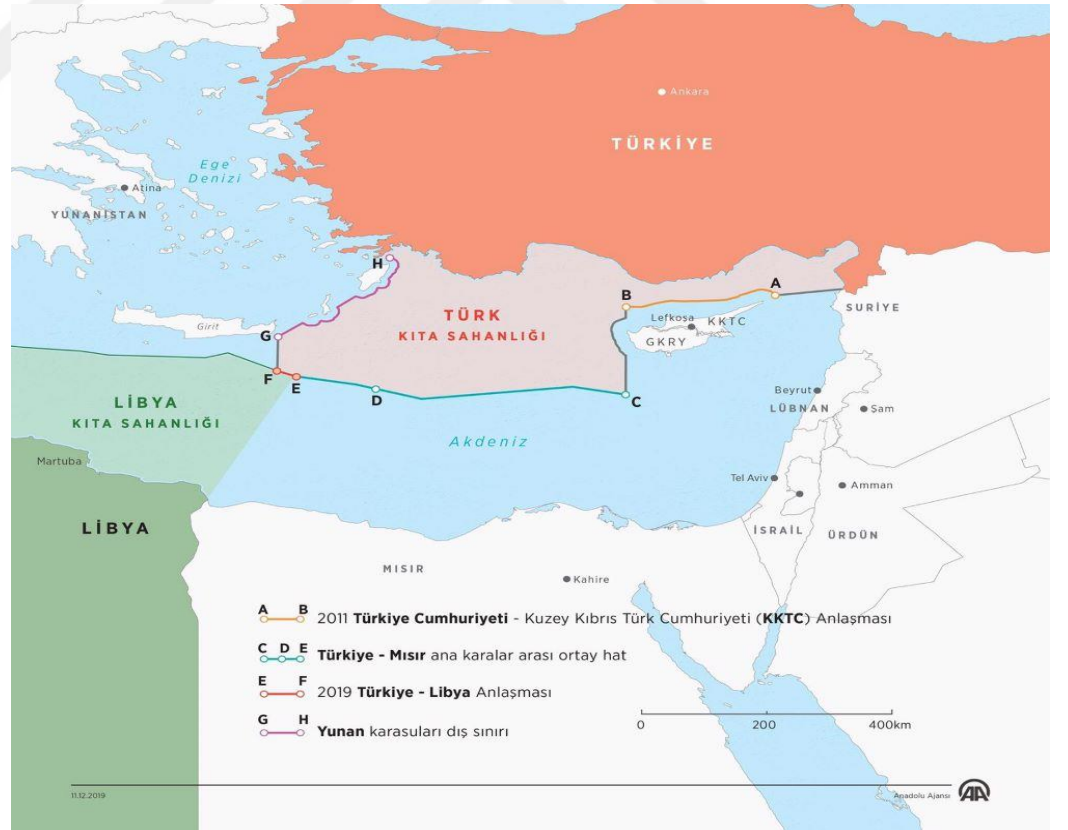 Ankara
TÜRKİYE
Ege
Denizi
Atina
YUNANİSTAN
H
A
B
SURİYE
TÜRK
KITA SAHANLIĞI
Lefkoşa
KKTC
GKRY
Girit
G
F
E
D
C
Beyrut
LÜBNAN
Şam
LİBYA
KITA SAHANLIĞI
Akdeniz
Martuba
Tel Aviv
Amman
LİBYA
İSRAİL
ÜRDÜN
MISIR
Kahire
A B
2011 Türkiye Cumhuriyeti - Kuzey Kıbrıs Türk Cumhuriyeti (KKTC) Anlaşması
C D E
Türkiye - Mısır ana karalar arası ortay hat
E F
2019 Türkiye - Libya Anlaşması
G H
Yunan karasuları dış sınırı
0 200 400km
11.12.2019
Anadolu Ajansı AA